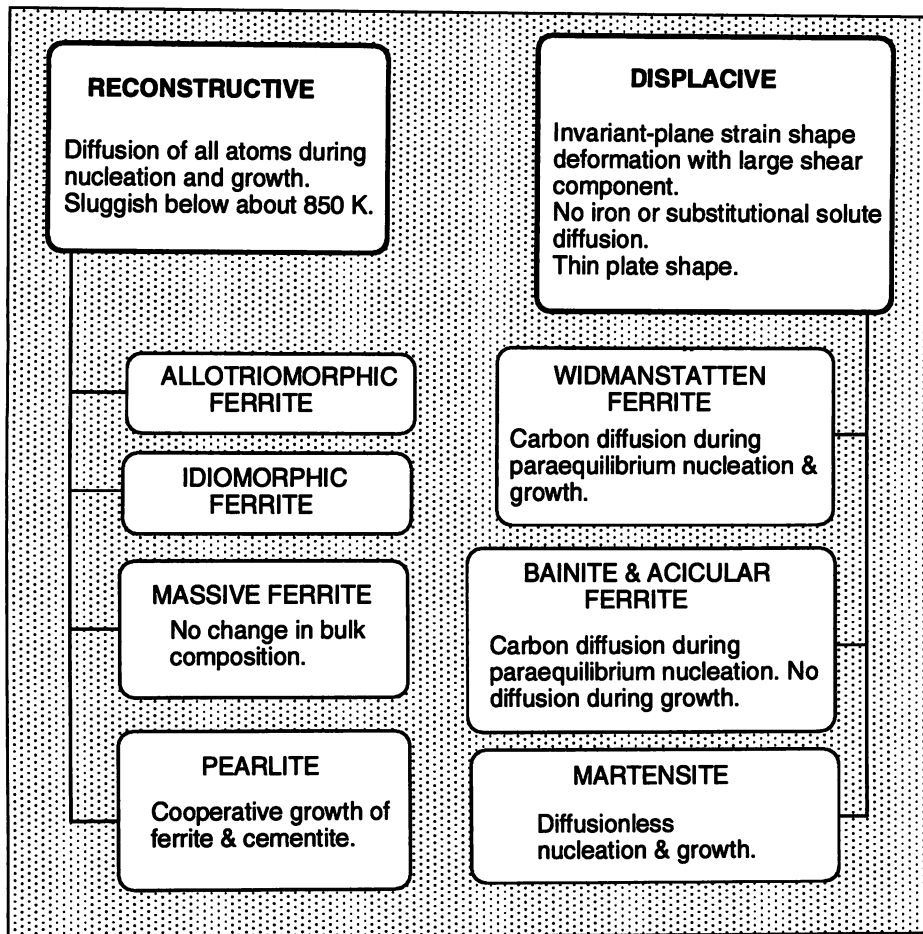 RECONSTRUCTIVE
Diffusion of all atoms during
nucleation and growth.
Sluggish below about 850 K.
ALLOTRIOMORPHIC
FERRITE
IDIOMORPHIC
FERRITE
MASSIVE FERRITE
No change in bulk
composition.
PEARLITE
Cooperative growth of
ferrite & cementite.
DISPLACIVE
Invariant-plane strain shape
deformation with large shear
component.
No iron or substitutional solute
diffusion.
Thin plate shape.
WIDMANSTATTEN
FERRITE
Carbon diffusion during
paraequilibrium nucleation &
growth.
BAINITE & ACICULAR
FERRITE
Carbon diffusion during
paraequilibrium nucleation. No
diffusion during growth.
MARTENSITE
Diffusionless
nucleation & growth.